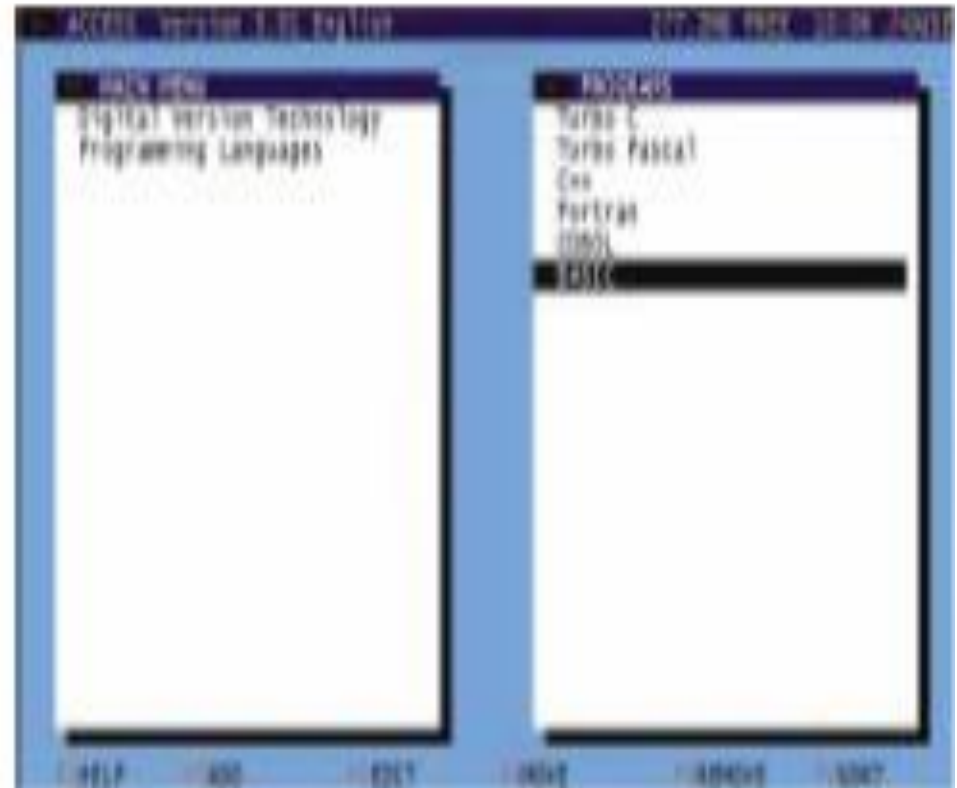 ACCESS Version English
MAIN MENU
Digital Version Technology
Programming Languages
PROGRAMS
Turbo C
Turbo Pascal
C++
Fortran
COBOL
BASIC
HELP ADD EDIT MOVE REMOVE SORT